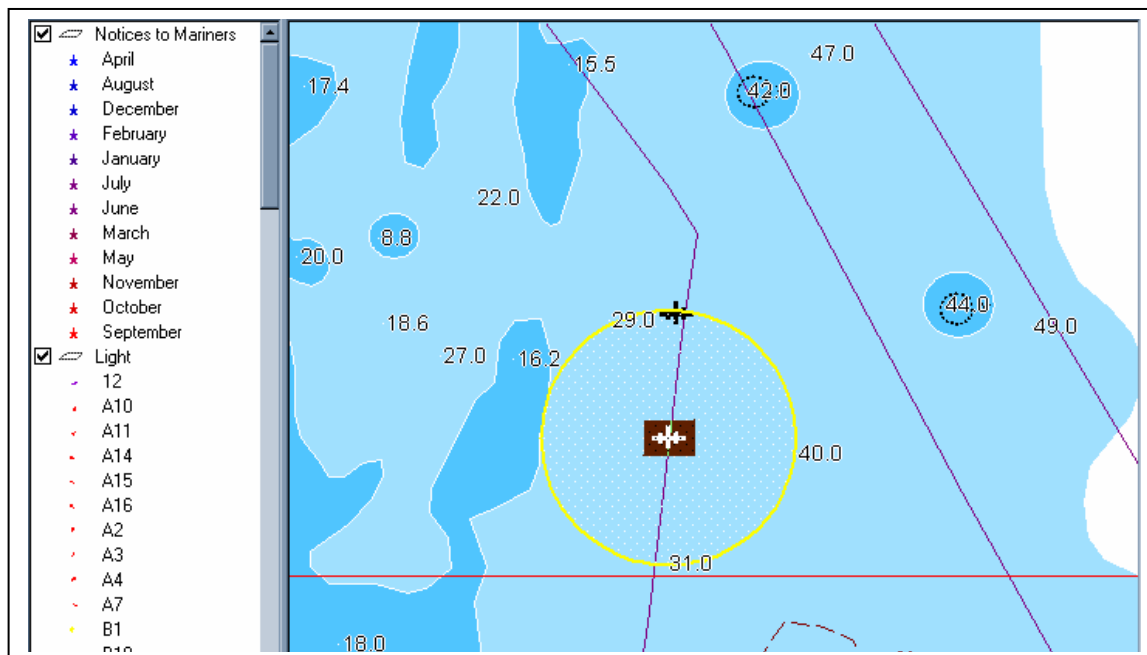 Notices to Mariners
April
August
December
February
January
July
June
March
May
November
October
September
Light
12
A10
A11
A14
A15
A16
A2
A3
A4
A7
B1
47.0
15.5
17.4
42.0
22.0
8.8
20.0
44.0
18.6
29.0
49.0
27.0
16.2
40.0
31.0
18.0